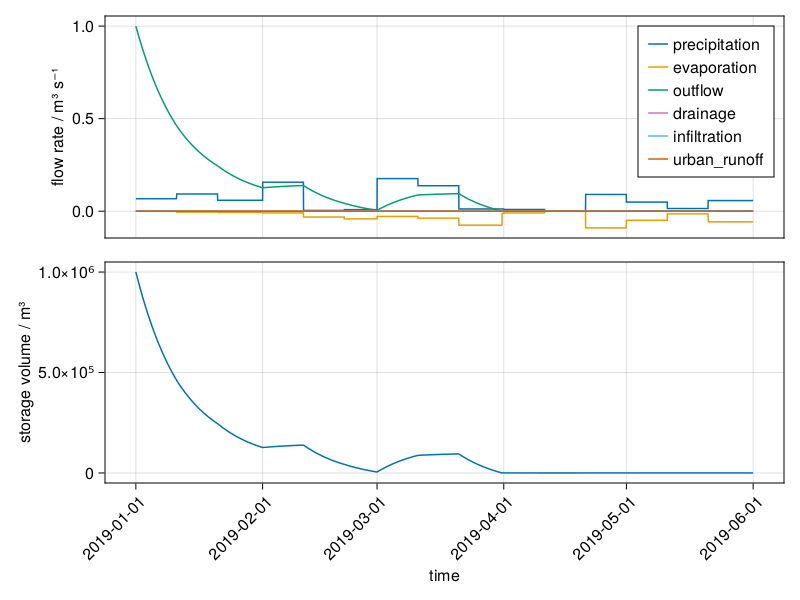 flow rate / m³ s⁻¹
1.0
0.5
0.0
precipitation
evaporation
outflow
drainage
infiltration
urban_runoff
storage volume / m³
1.0×10⁶
5.0×10⁵
0
2019-01-01
2019-02-01
2019-03-01
2019-04-01
2019-05-01
2019-06-01
time